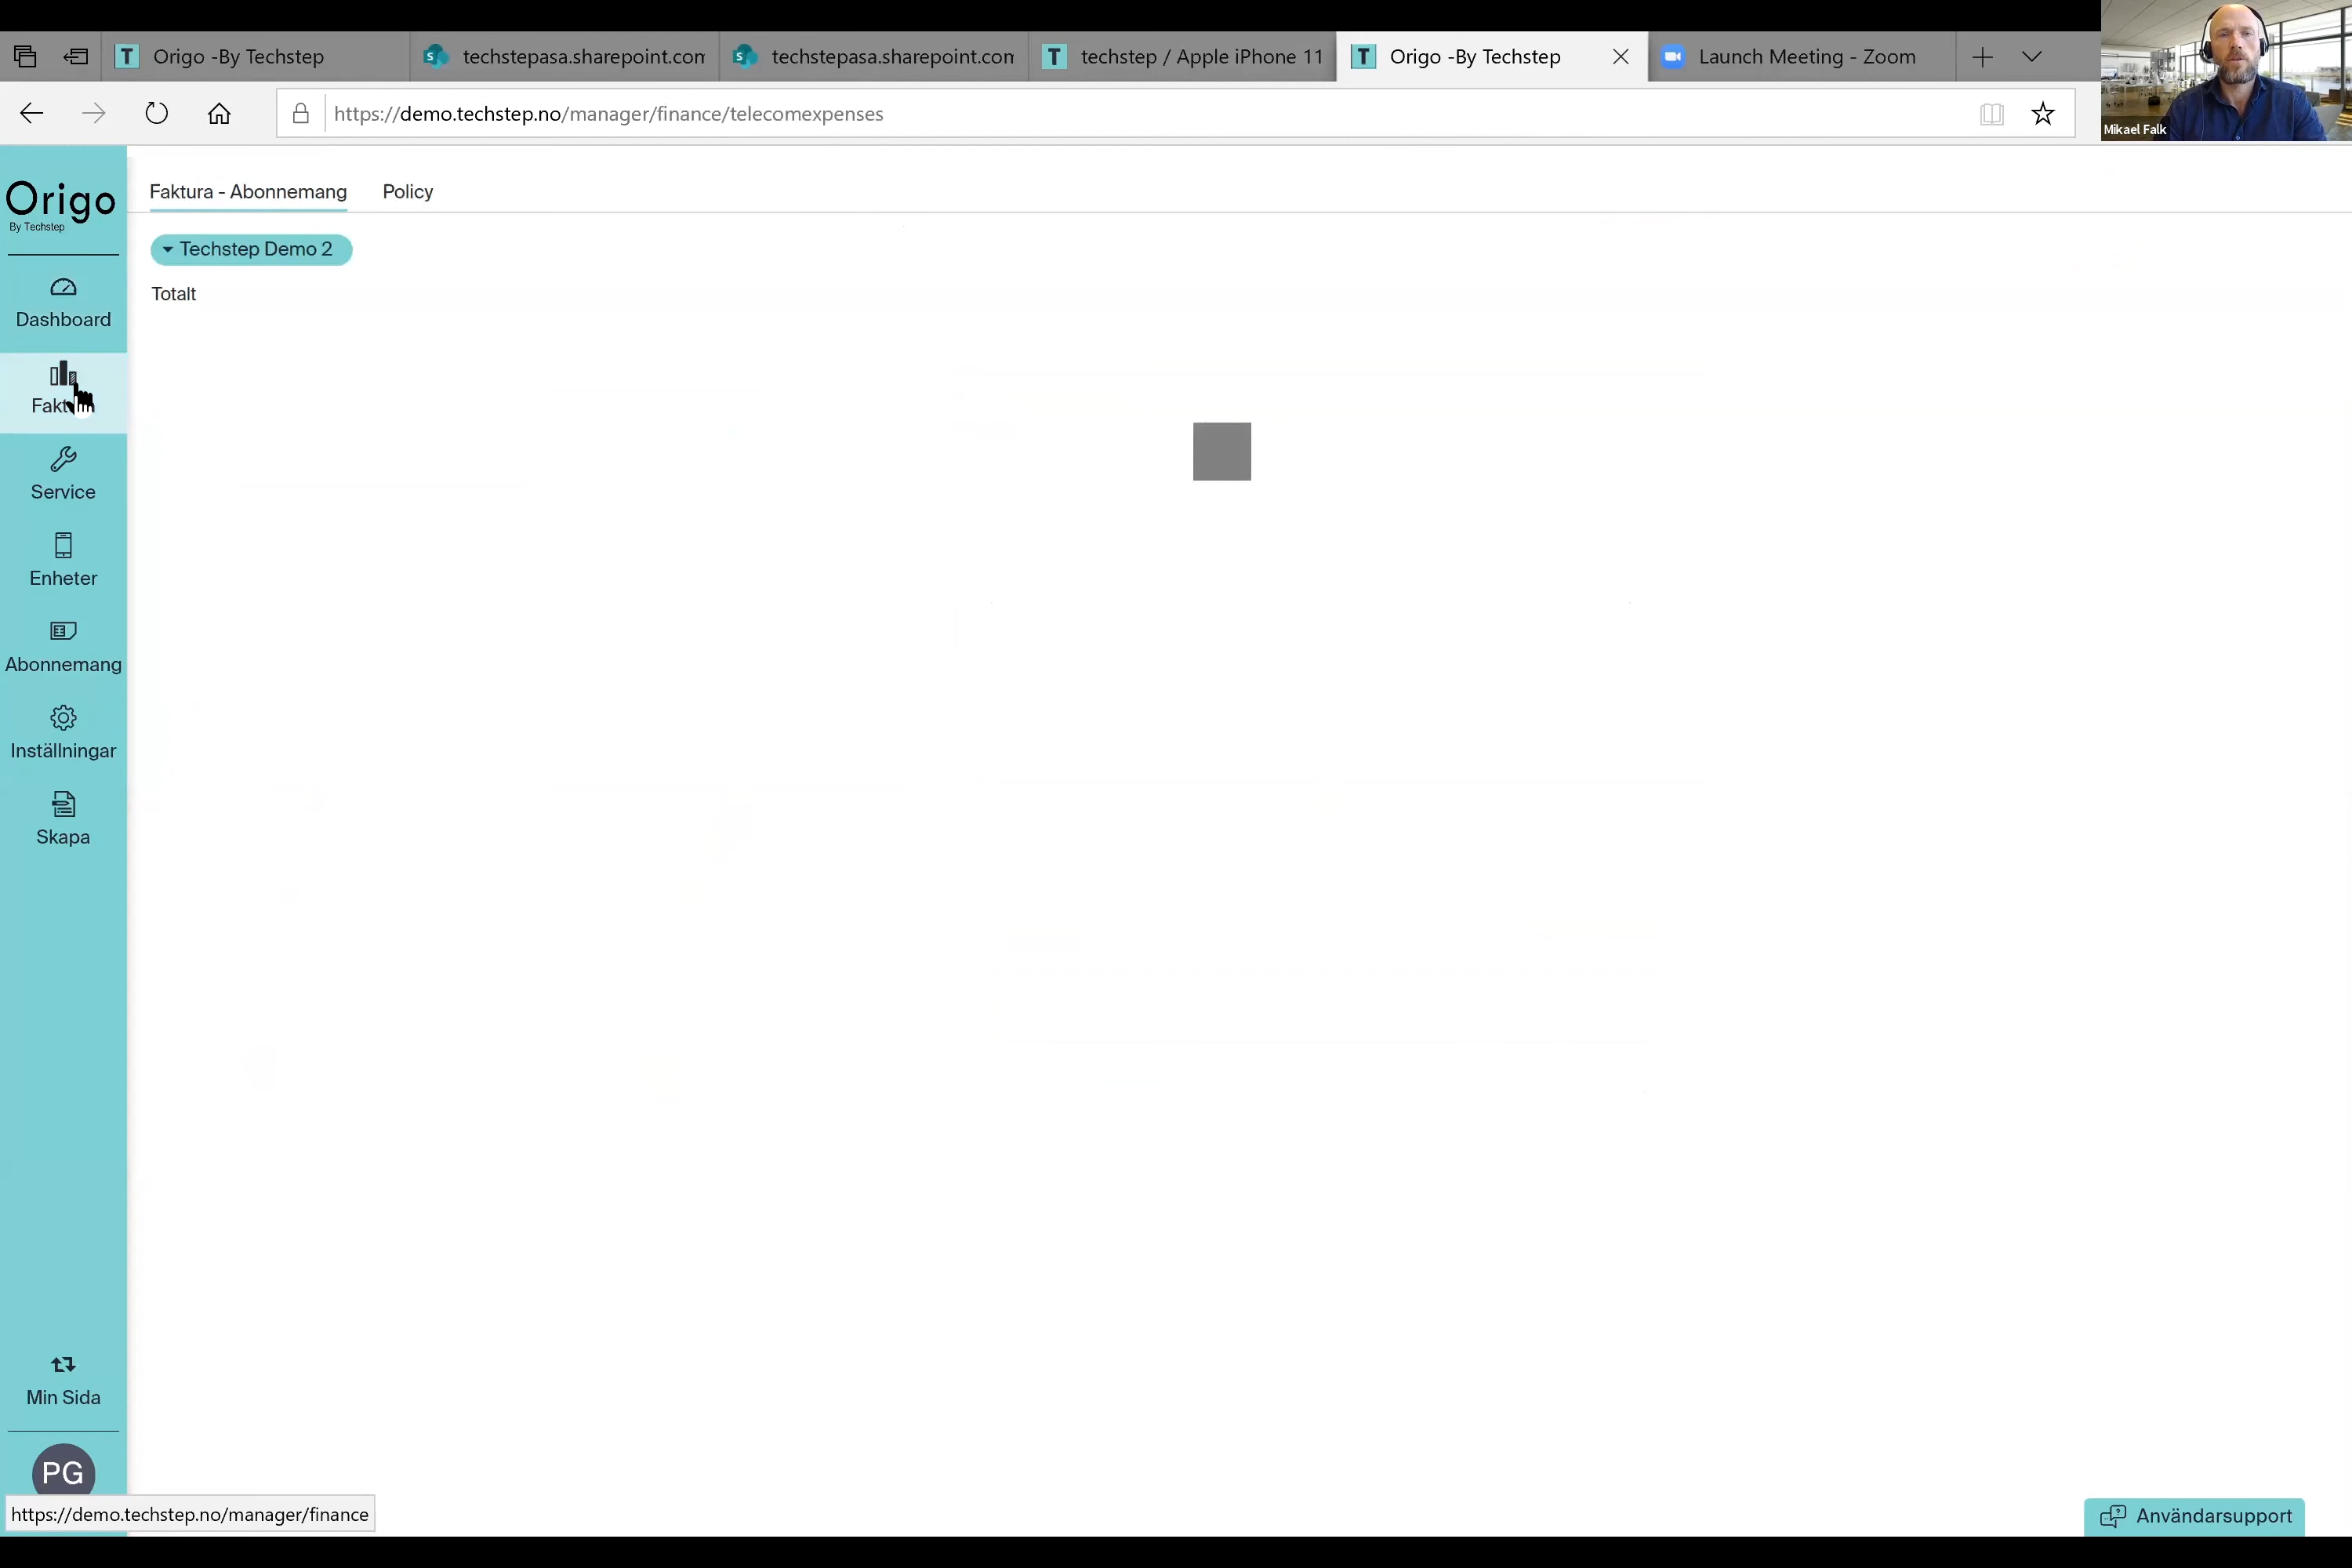 Origo -By Techstep
techstepasa.sharepoint.com
techstepasa.sharepoint.con
techstep / Apple iPhone 11
Origo -By Techstep
Launch Meeting - Zoom
https://demo.techstep.no/manager/finance/telecomexpenses
Mikael Falk
Origo
By Techstep
Faktura - Abonnemang
Policy
Techstep Demo 2
Totalt
Dashboard
Service
Enheter
Abonnemang
Inställningar
Skapa
Min Sida
PG
https://demo.techstep.no/manager/finance
Användarsupport